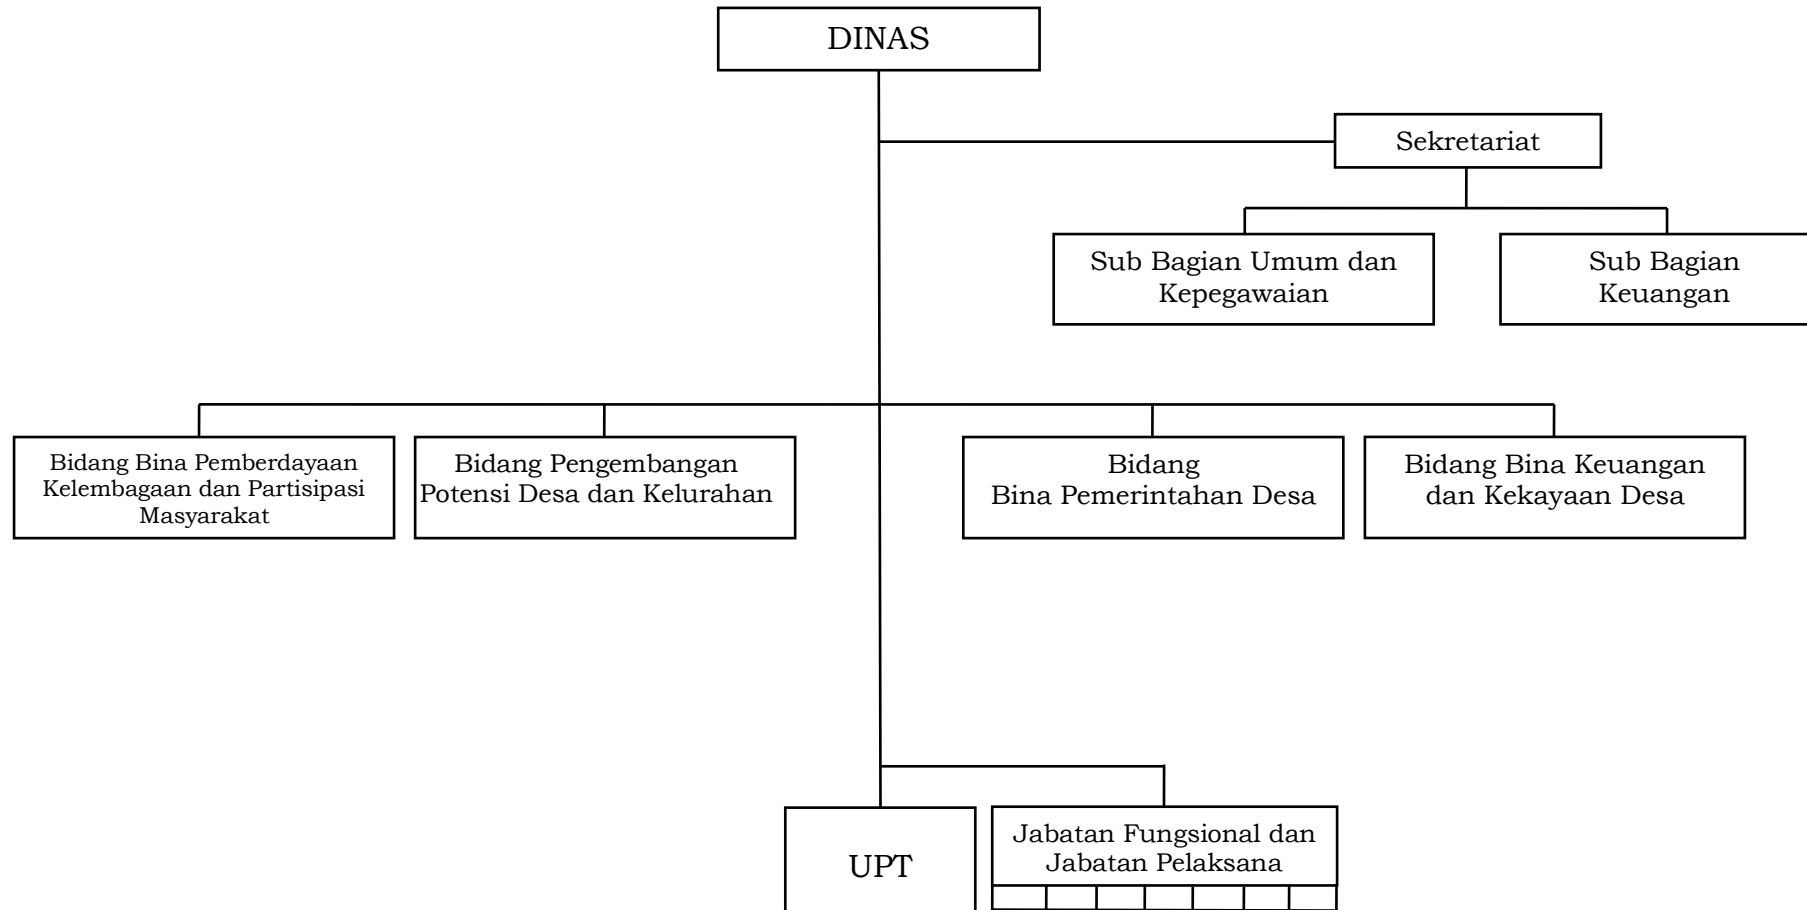 DINAS
Sekretariat
Sub Bagian Umum dan
Kepegawaian
Sub Bagian
Keuangan
Bidang Bina Pemberdayaan
Kelembagaan dan Partisipasi
Masyarakat
Bidang Pengembangan
Potensi Desa dan Kelurahan
Bidang
Bina Pemerintahan Desa
Bidang Bina Keuangan
dan Kekayaan Desa
UPT
Jabatan Fungsional dan
Jabatan Pelaksana